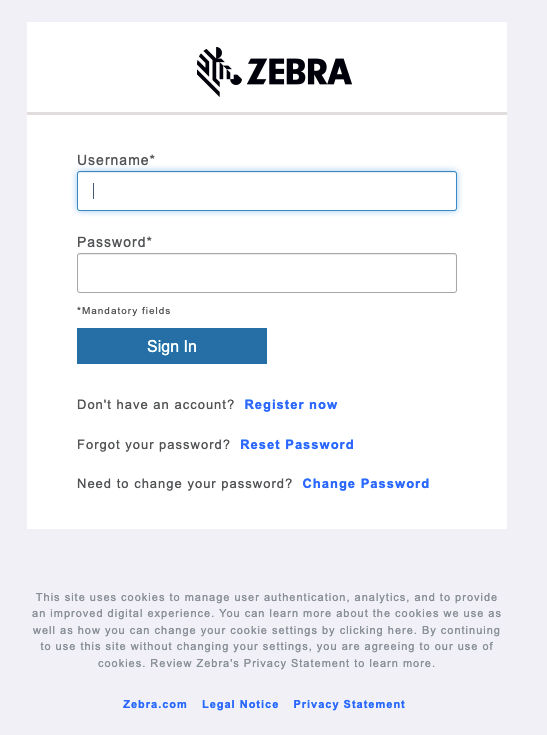 ZEBRA
Username*
Password*
*Mandatory fields
Sign In
Don't have an account? Register now
Forgot your password? Reset Password
Need to change your password? Change Password
This site uses cookies to manage user authentication, analytics, and to provide
an improved digital experience. You can learn more about the cookies we use as
well as how you can change your cookie settings by clicking here. By continuing
to use this site without changing your settings, you are agreeing to our use of
cookies. Review Zebra's Privacy Statement to learn more.
Zebra.com Legal Notice Privacy Statement